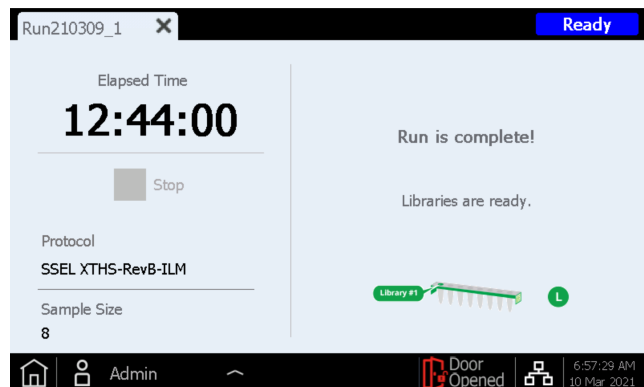 Run210309_1
Ready
Elapsed Time
12:44:00
Stop
Protocol
SSEL XTHS-RevB-ILM
Sample Size
8
Run is complete!
Libraries are ready.
Library #1
L
Admin
Door
Opened
6:57:29 AM
10 Mar 2021